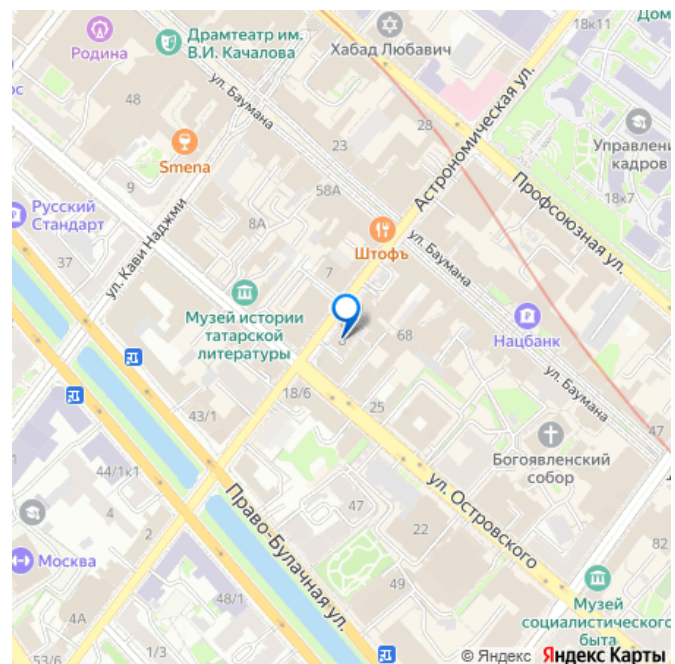 Родина
Драмтеатр им.
В.И. Качалова
Хабад Любавич
18к11
Дом
ос
48
ул. Баумана
28
Астрономическая ул.
Управлени
кадров
Smena
23
9
58А
Профсоюзная ул.
18к7
Русский
Стандарт
ул. Кави Наджми
8А
Штофъ
ул. Баумана
37
7
Музей истории
татарской
литературы
68
Нацбанк
ул. Баумана
18/6
25
43/1
47
Богоявленский
собор
44/1к1
ул. Островского
4
Право-Булачная ул.
47
2
22
82
Москва
49
Музей
социалистического
быта
4А
48/1
53/6
1/3
© Яндекс Яндекс Карты